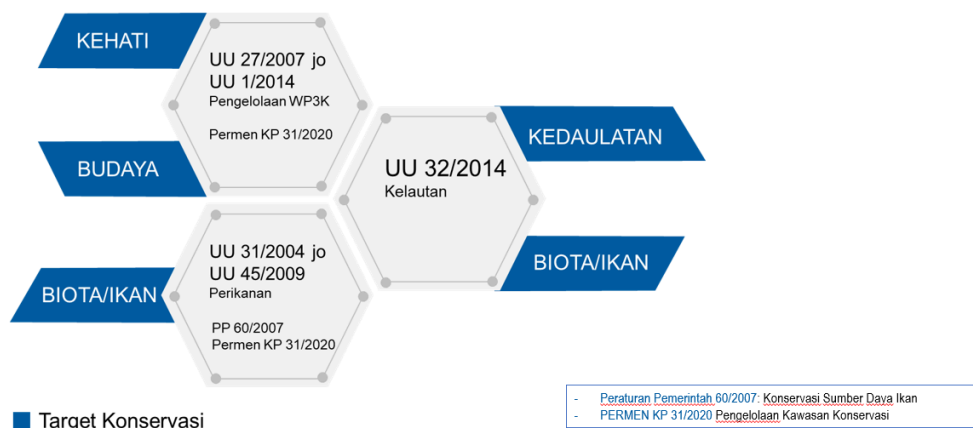 KEHATI
UU 27/2007 jo
UU 1/2014
Pengelolaan WP3K
Permen KP 31/2020
BUDAYA
UU 32/2014
Kelautan
KEDAULATAN
BIOTA/IKAN
UU 31/2004 jo
UU 45/2009
Perikanan
PP 60/2007
Permen KP 31/2020
BIOTA/IKAN
Target Konservasi
- Peraturan Pemerintah 60/2007: Konservasi Sumber Daya Ikan
- PERMEN KP 31/2020 Pengelolaan Kawasan Konservasi